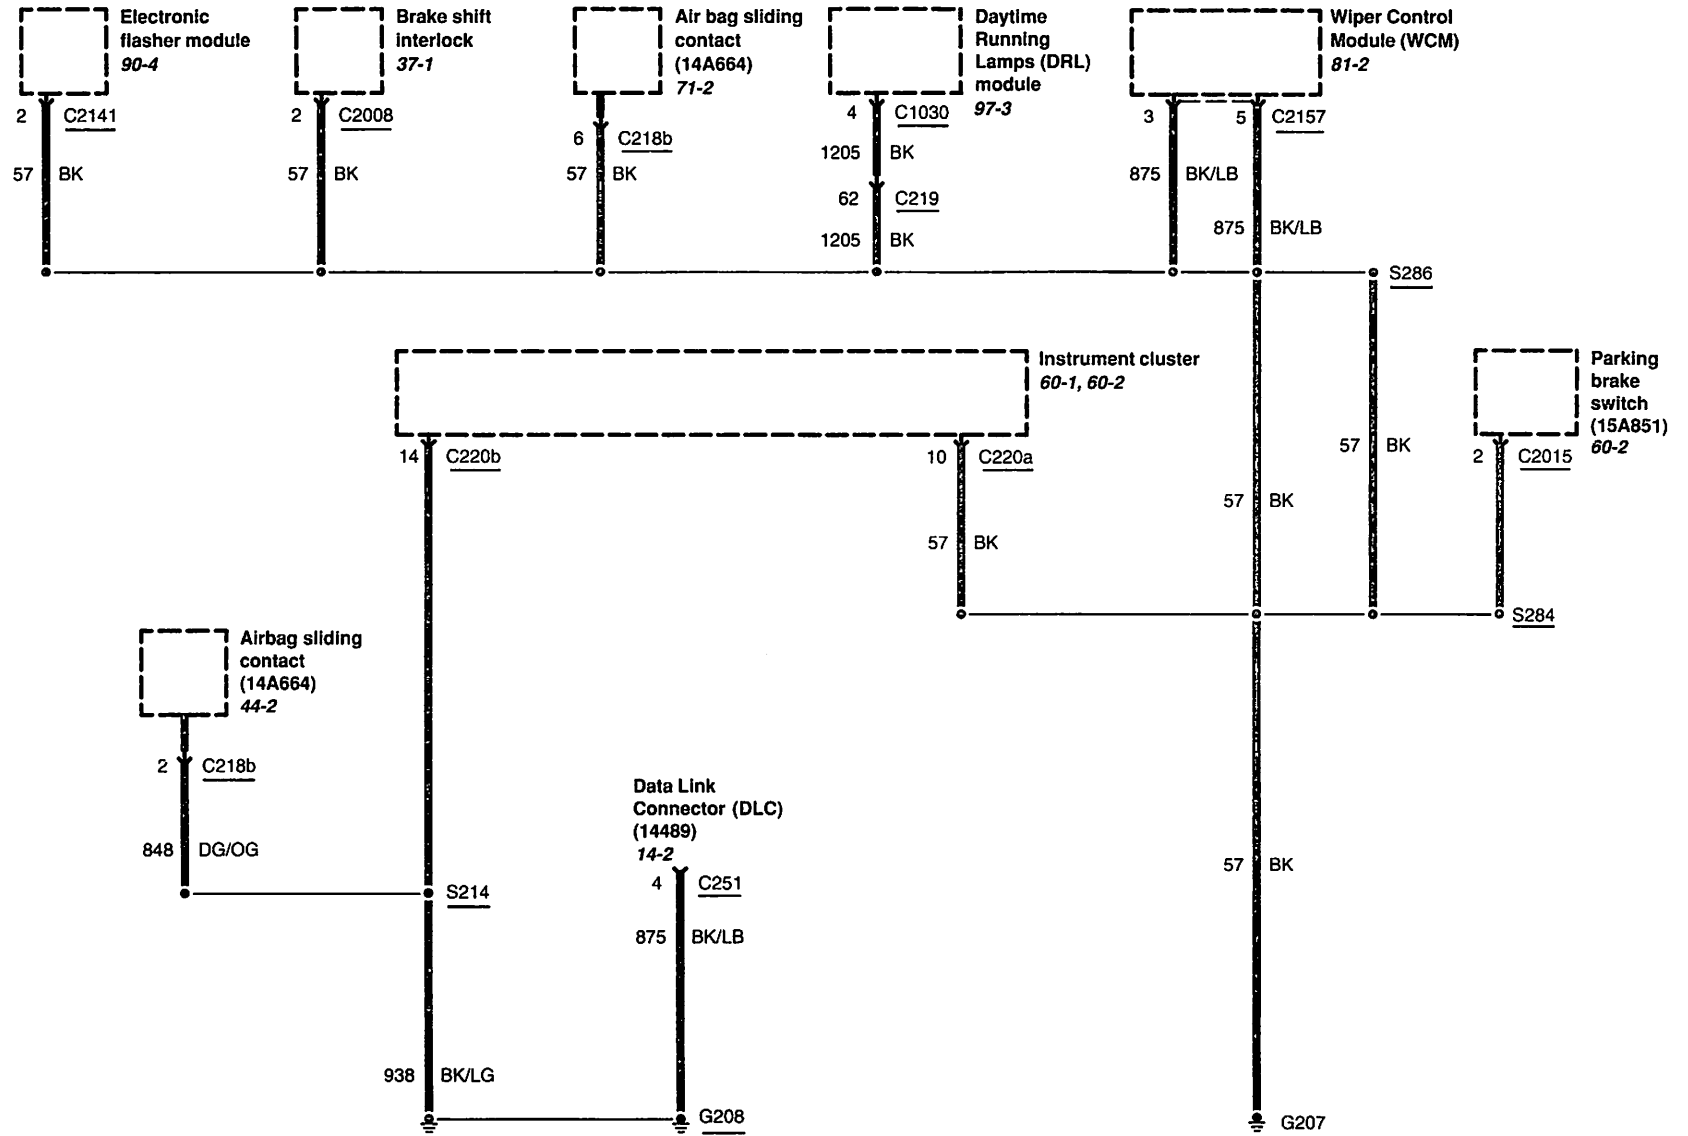 Electronic
flasher module
90-4
2 C2141
57 BK
Brake shift
interlock
37-1
2 C2008
57 BK
Air bag sliding
contact
(14A664)
71-2
6 C218b
57 BK
Daytime
Running
Lamps (DRL)
module
97-3
4 C1030
1205 BK
62 C219
1205 BK
Wiper Control
Module (WCM)
81-2
3 5 C2157
875 BK/LB
875 BK/LB
S286
Instrument cluster
60-1, 60-2
14 C220b
10 C220a
57 BK
57 BK
57 BK
Parking
brake
switch
(15A851)
60-2
2 C2015
S284
Airbag sliding
contact
(14A664)
44-2
2 C218b
848 DG/OG
S214
Data Link
Connector (DLC)
(14489)
14-2
4 C251
875 BK/LB
57 BK
938 BK/LG
G208
G207